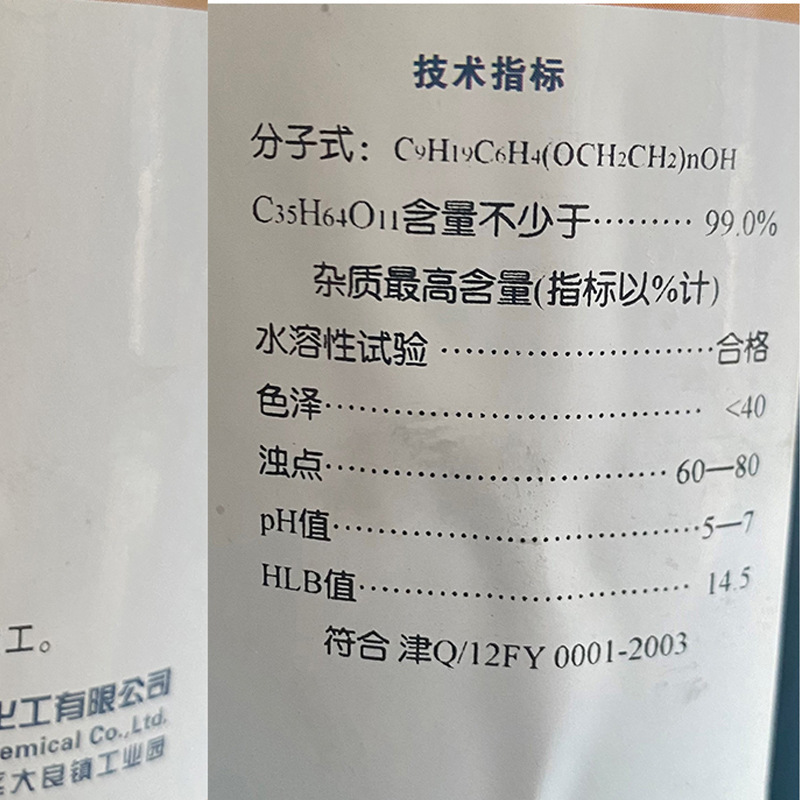 工。
化工有限公司
emical Co.,Ltd.
大良镇工业园
技术指标
分子式： C9H19C6H4(OCH2CH2)nOH
C35H64O11含量不少于……… 99.0%
杂质最高含量(指标以%计)
水溶性试验 ………………………合格
色泽………………………………… <40
浊点………………………………60—80
pH值…………………………………5—7
HLB值……………………………… 14.5
符合 津Q/12FY 0001-2003